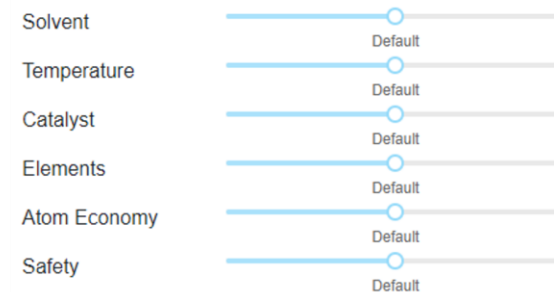 Solvent
Default
Temperature
Default
Catalyst
Default
Elements
Default
Atom Economy
Default
Safety
Default